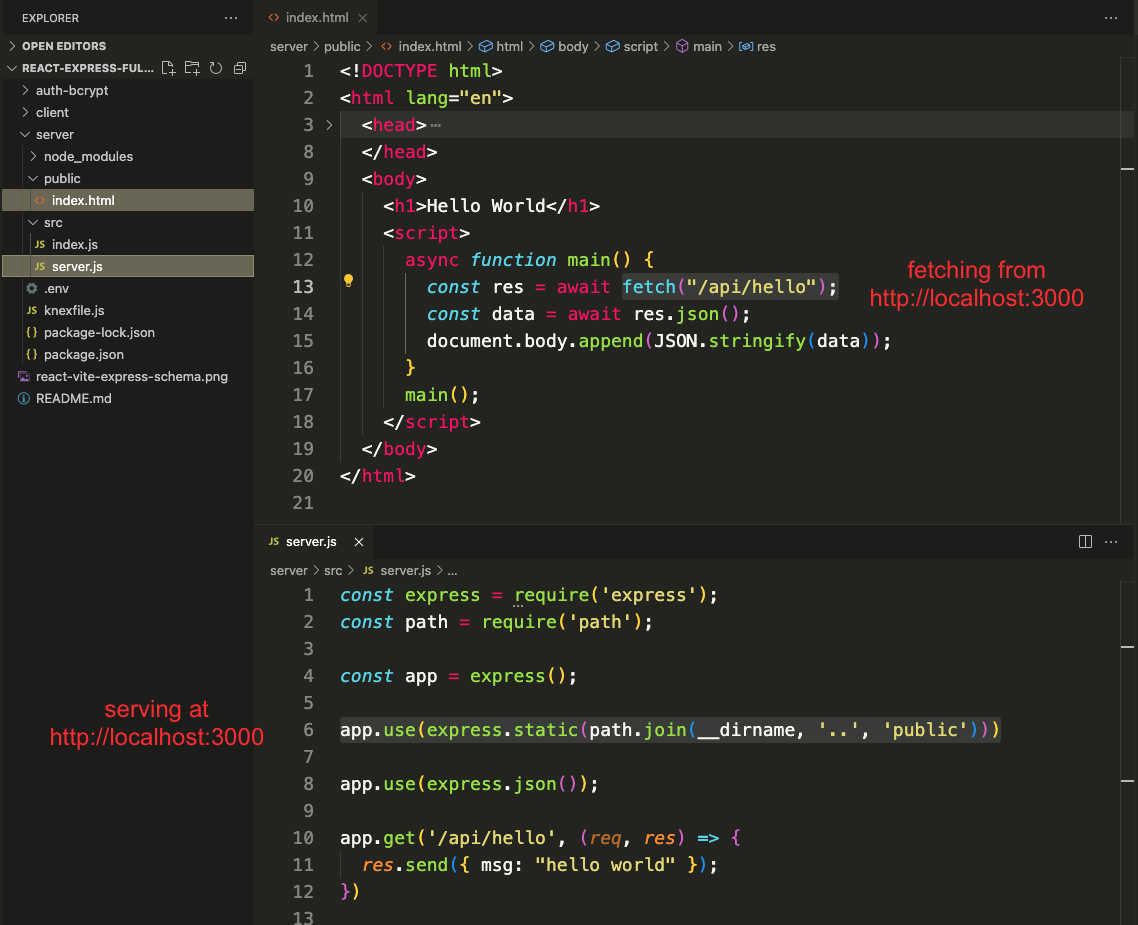 EXPLORER
OPEN EDITORS
REACT-EXPRESS-FUL...
auth-bcrypt
client
server
node_modules
public
index.html
src
JS index.js
JS server.js
.env
JS knexfile.js
{} package-lock.json
{} package.json
react-vite-express-schema.png
README.md
index.html
server > public > index.html > html > body > script > main > res
1 <!DOCTYPE html>
2 <html lang="en">
3 <head>…
8 </head>
9 <body>
10 <h1>Hello World</h1>
11 <script>
12 async function main() {
13 const res = await fetch("/api/hello");
14 const data = await res.json();
15 document.body.append(JSON.stringify(data));
16 }
17 main();
18 </script>
19 </body>
20 </html>
21
fetching from
http://localhost:3000
JS server.js
server > src > JS server.js > ...
1 const express = require('express');
2 const path = require('path');
3
4 const app = express();
5
6 app.use(express.static(path.join(__dirname, '..', 'public')))
7
8 app.use(express.json());
9
10 app.get('/api/hello', (req, res) => {
11 res.send({ msg: "hello world" });
12 })
13
serving at
http://localhost:3000